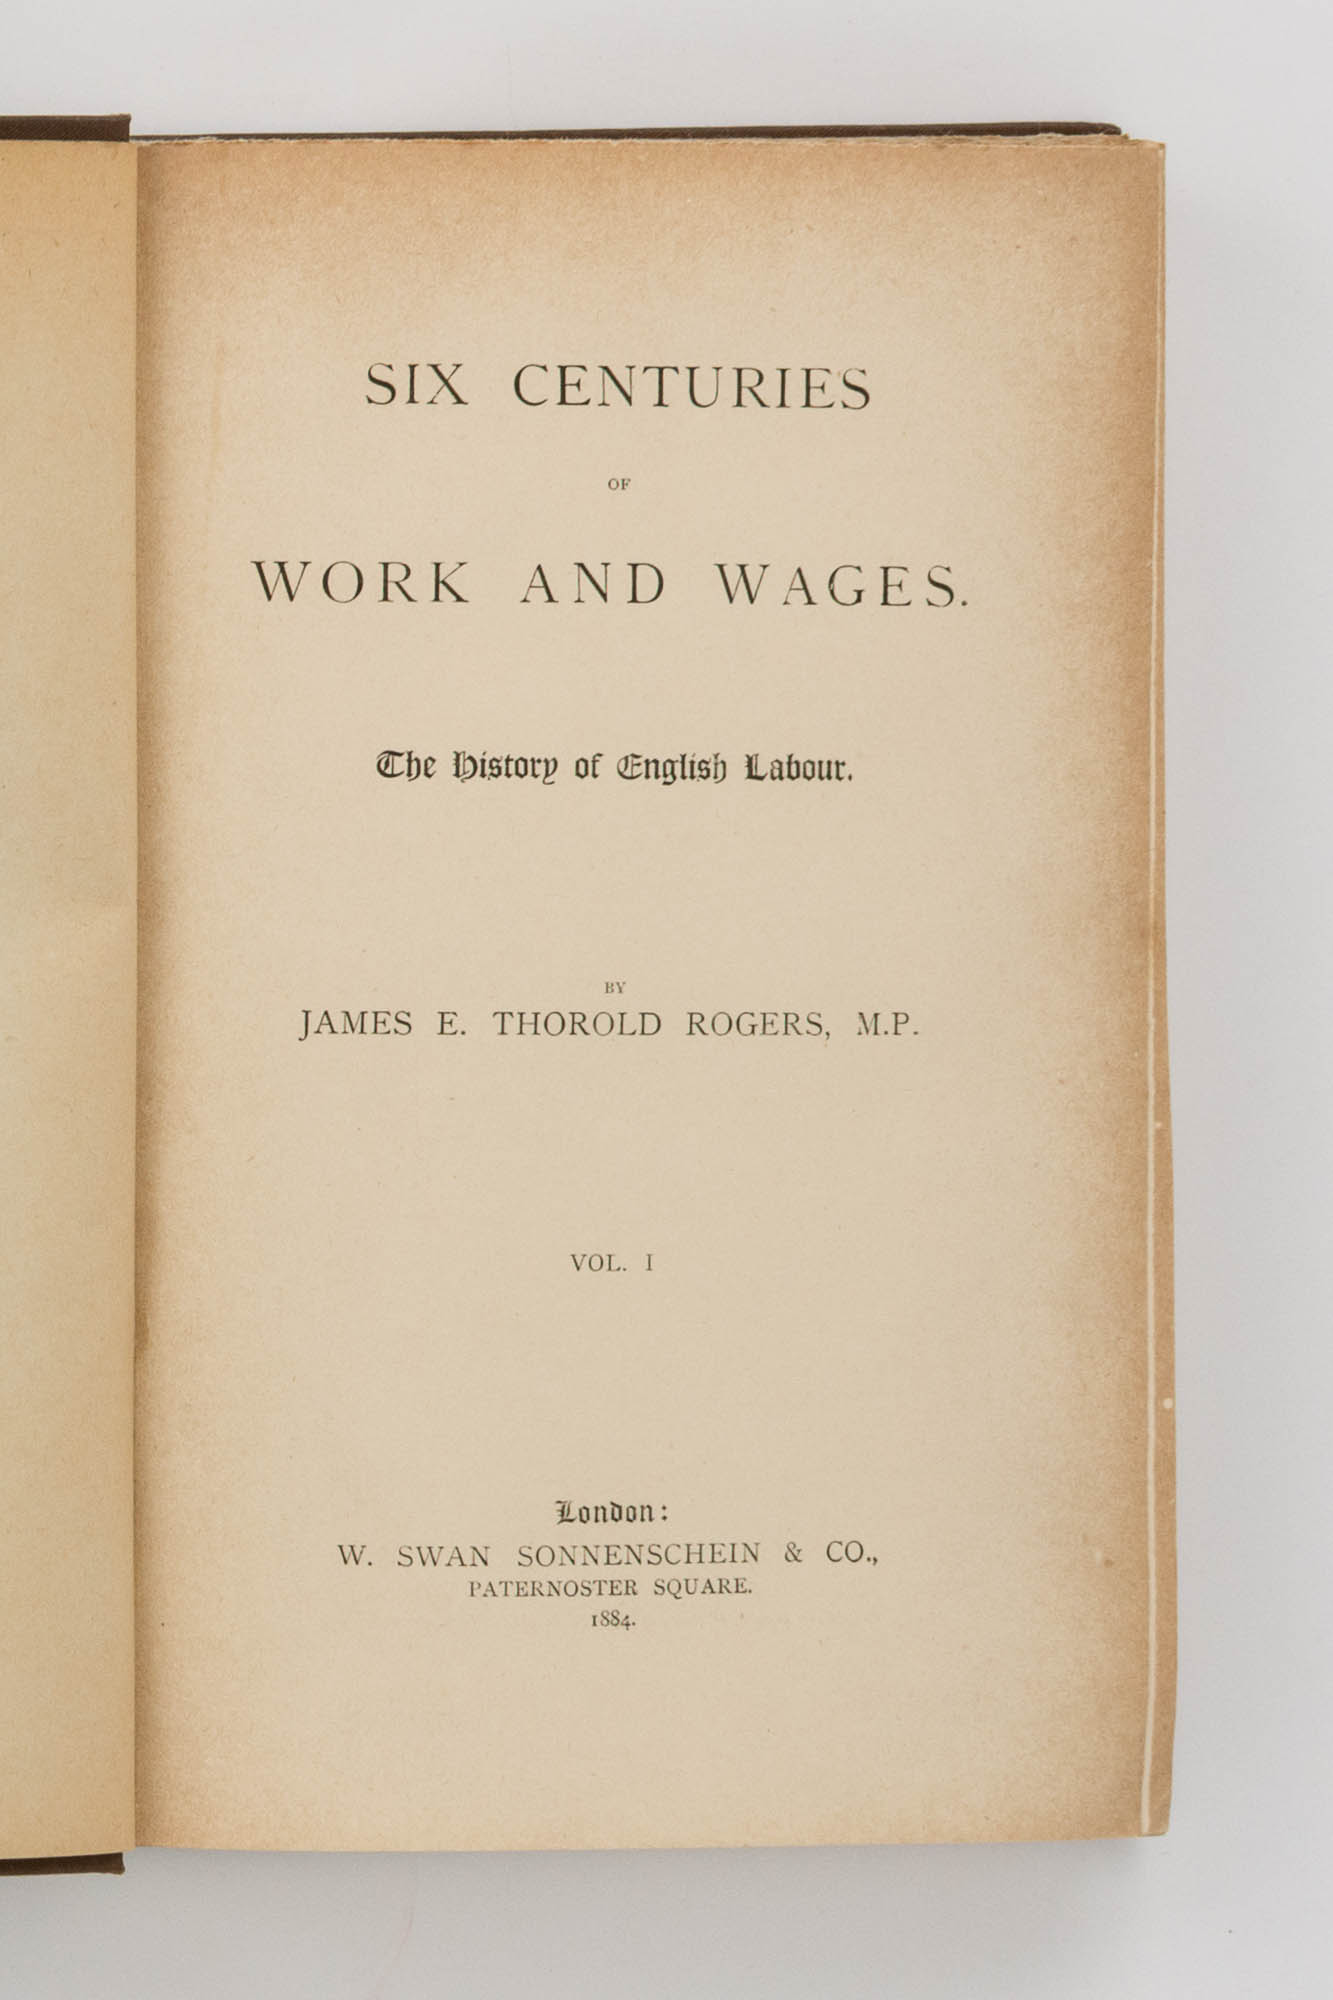 SIX CENTURIES
OF
WORK AND WAGES.
The History of English Labour.
BY
JAMES E. THOROLD ROGERS, M.P.
VOL. I
London:
W. SWAN SONNENSCHEIN & CO.,
PATERNOSTER SQUARE.
1884.